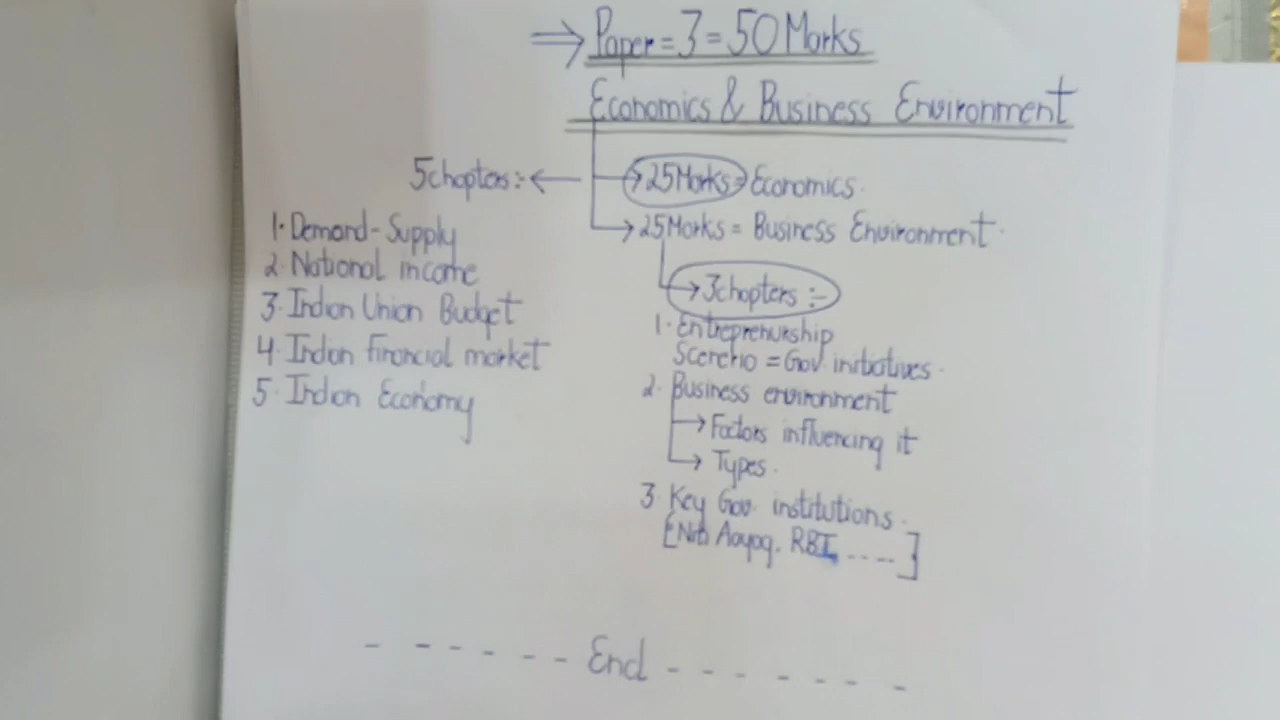 ⇒ Paper = 3 = 50 Marks
Economics & Business Environment
5 chapters :- ← → 25 Marks = Economics.
→ 25 Marks = Business Environment.
1. Demand - Supply
2. National income
3. Indian Union Budget
4. Indian financial market
5. Indian Economy
→ 3 chapters :-
1. Entreprenurship
Scererio = Gov initiatives.
2. Business environment
→ Factors influencing it
→ Types.
3 Key Gov. institutions.
[Niti Aayog, RBI, ....]
- - - - - - End - - - - - - -